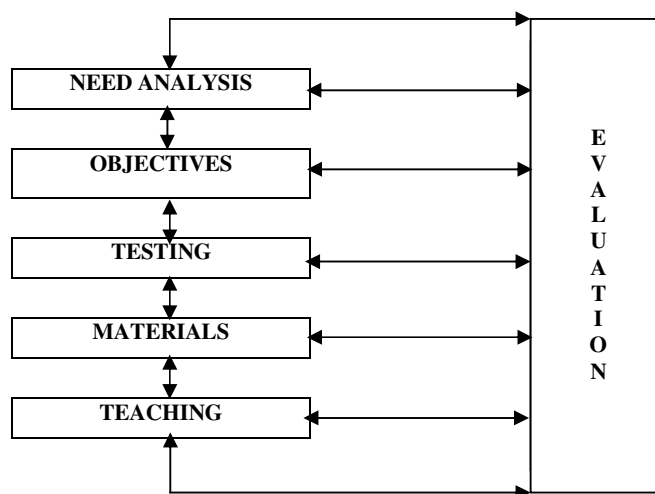 NEED ANALYSIS
OBJECTIVES
TESTING
MATERIALS
TEACHING
E
V
A
L
U
A
T
I
O
N